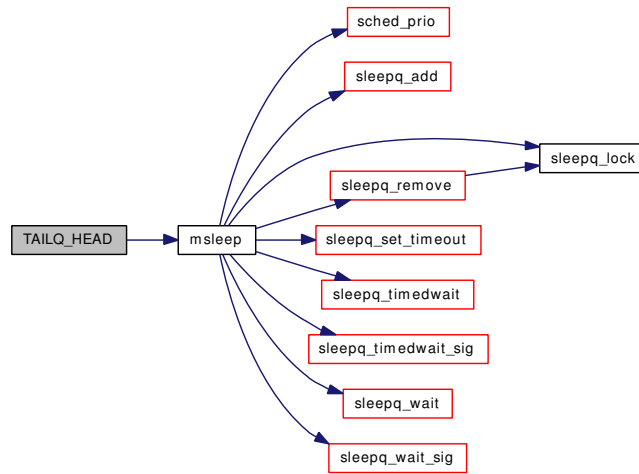 sched_prio
sleepq_add
sleepq_lock
sleepq_remove
TAILQ_HEAD
msleep
sleepq_set_timeout
sleepq_timedwait
sleepq_timedwait_sig
sleepq_wait
sleepq_wait_sig